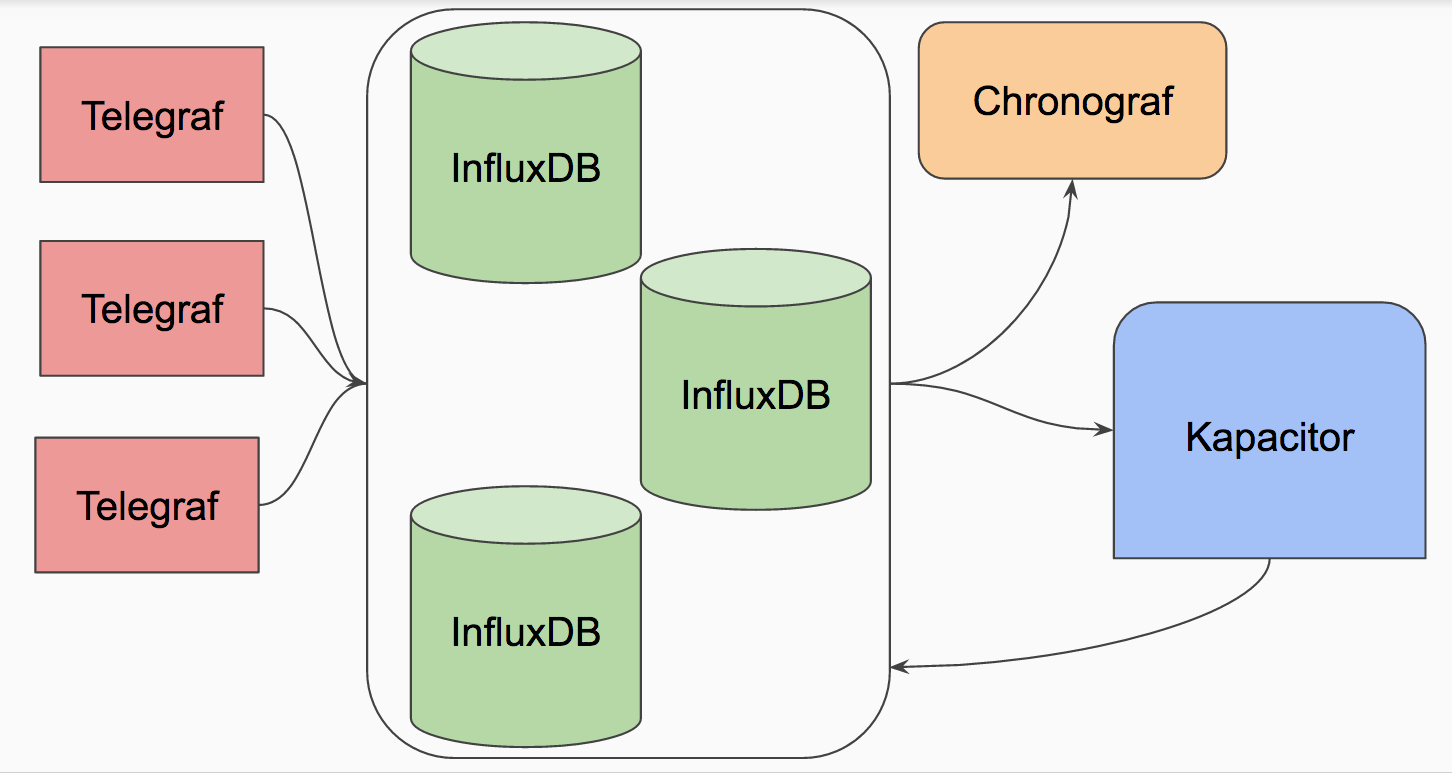 Telegraf
Telegraf
Telegraf
InfluxDB
InfluxDB
InfluxDB
Chronograf
Kapacitor